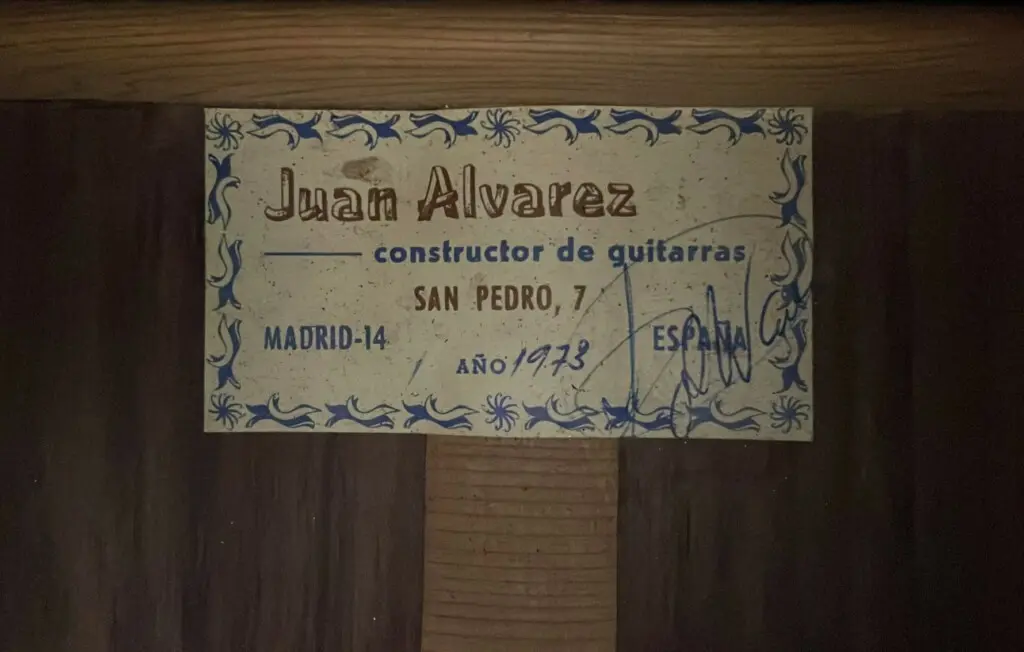 Juan Alvarez
constructor de guitarras
SAN PEDRO, 7
MADRID-14 ESPAÑA
AÑO 1973